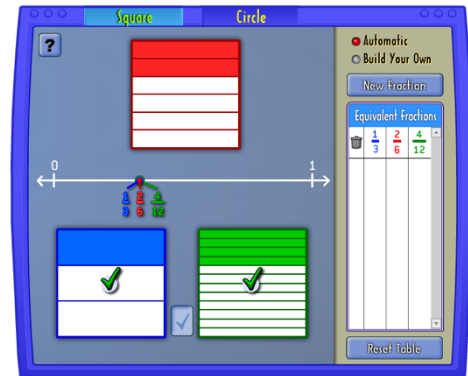 Square Circle
?
Automatic
Build Your Own
New Fraction
Equivalent Fractions
1/3 2/6 4/12
0 1
1/3 2/6 4/12
Reset Table